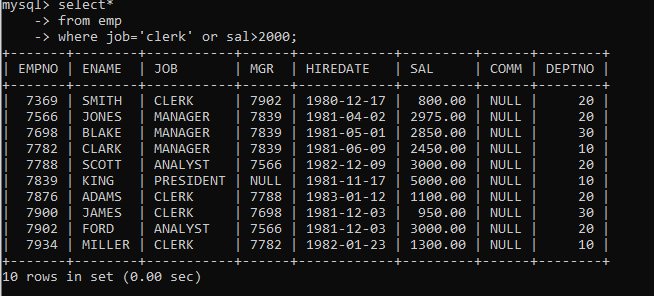 mysql> select*
    -> from emp
    -> where job='clerk' or sal>2000;
+-------+--------+-----------+------+------------+---------+------+--------+
| EMPNO | ENAME  | JOB       | MGR  | HIREDATE   | SAL     | COMM | DEPTNO |
+-------+--------+-----------+------+------------+---------+------+--------+
|  7369 | SMITH  | CLERK     | 7902 | 1980-12-17 |  800.00 | NULL |     20 |
|  7566 | JONES  | MANAGER   | 7839 | 1981-04-02 | 2975.00 | NULL |     20 |
|  7698 | BLAKE  | MANAGER   | 7839 | 1981-05-01 | 2850.00 | NULL |     30 |
|  7782 | CLARK  | MANAGER   | 7839 | 1981-06-09 | 2450.00 | NULL |     10 |
|  7788 | SCOTT  | ANALYST   | 7566 | 1982-12-09 | 3000.00 | NULL |     20 |
|  7839 | KING   | PRESIDENT | NULL | 1981-11-17 | 5000.00 | NULL |     10 |
|  7876 | ADAMS  | CLERK     | 7788 | 1983-01-12 | 1100.00 | NULL |     20 |
|  7900 | JAMES  | CLERK     | 7698 | 1981-12-03 |  950.00 | NULL |     30 |
|  7902 | FORD   | ANALYST   | 7566 | 1981-12-03 | 3000.00 | NULL |     20 |
|  7934 | MILLER | CLERK     | 7782 | 1982-01-23 | 1300.00 | NULL |     10 |
+-------+--------+-----------+------+------------+---------+------+--------+
10 rows in set (0.00 sec)